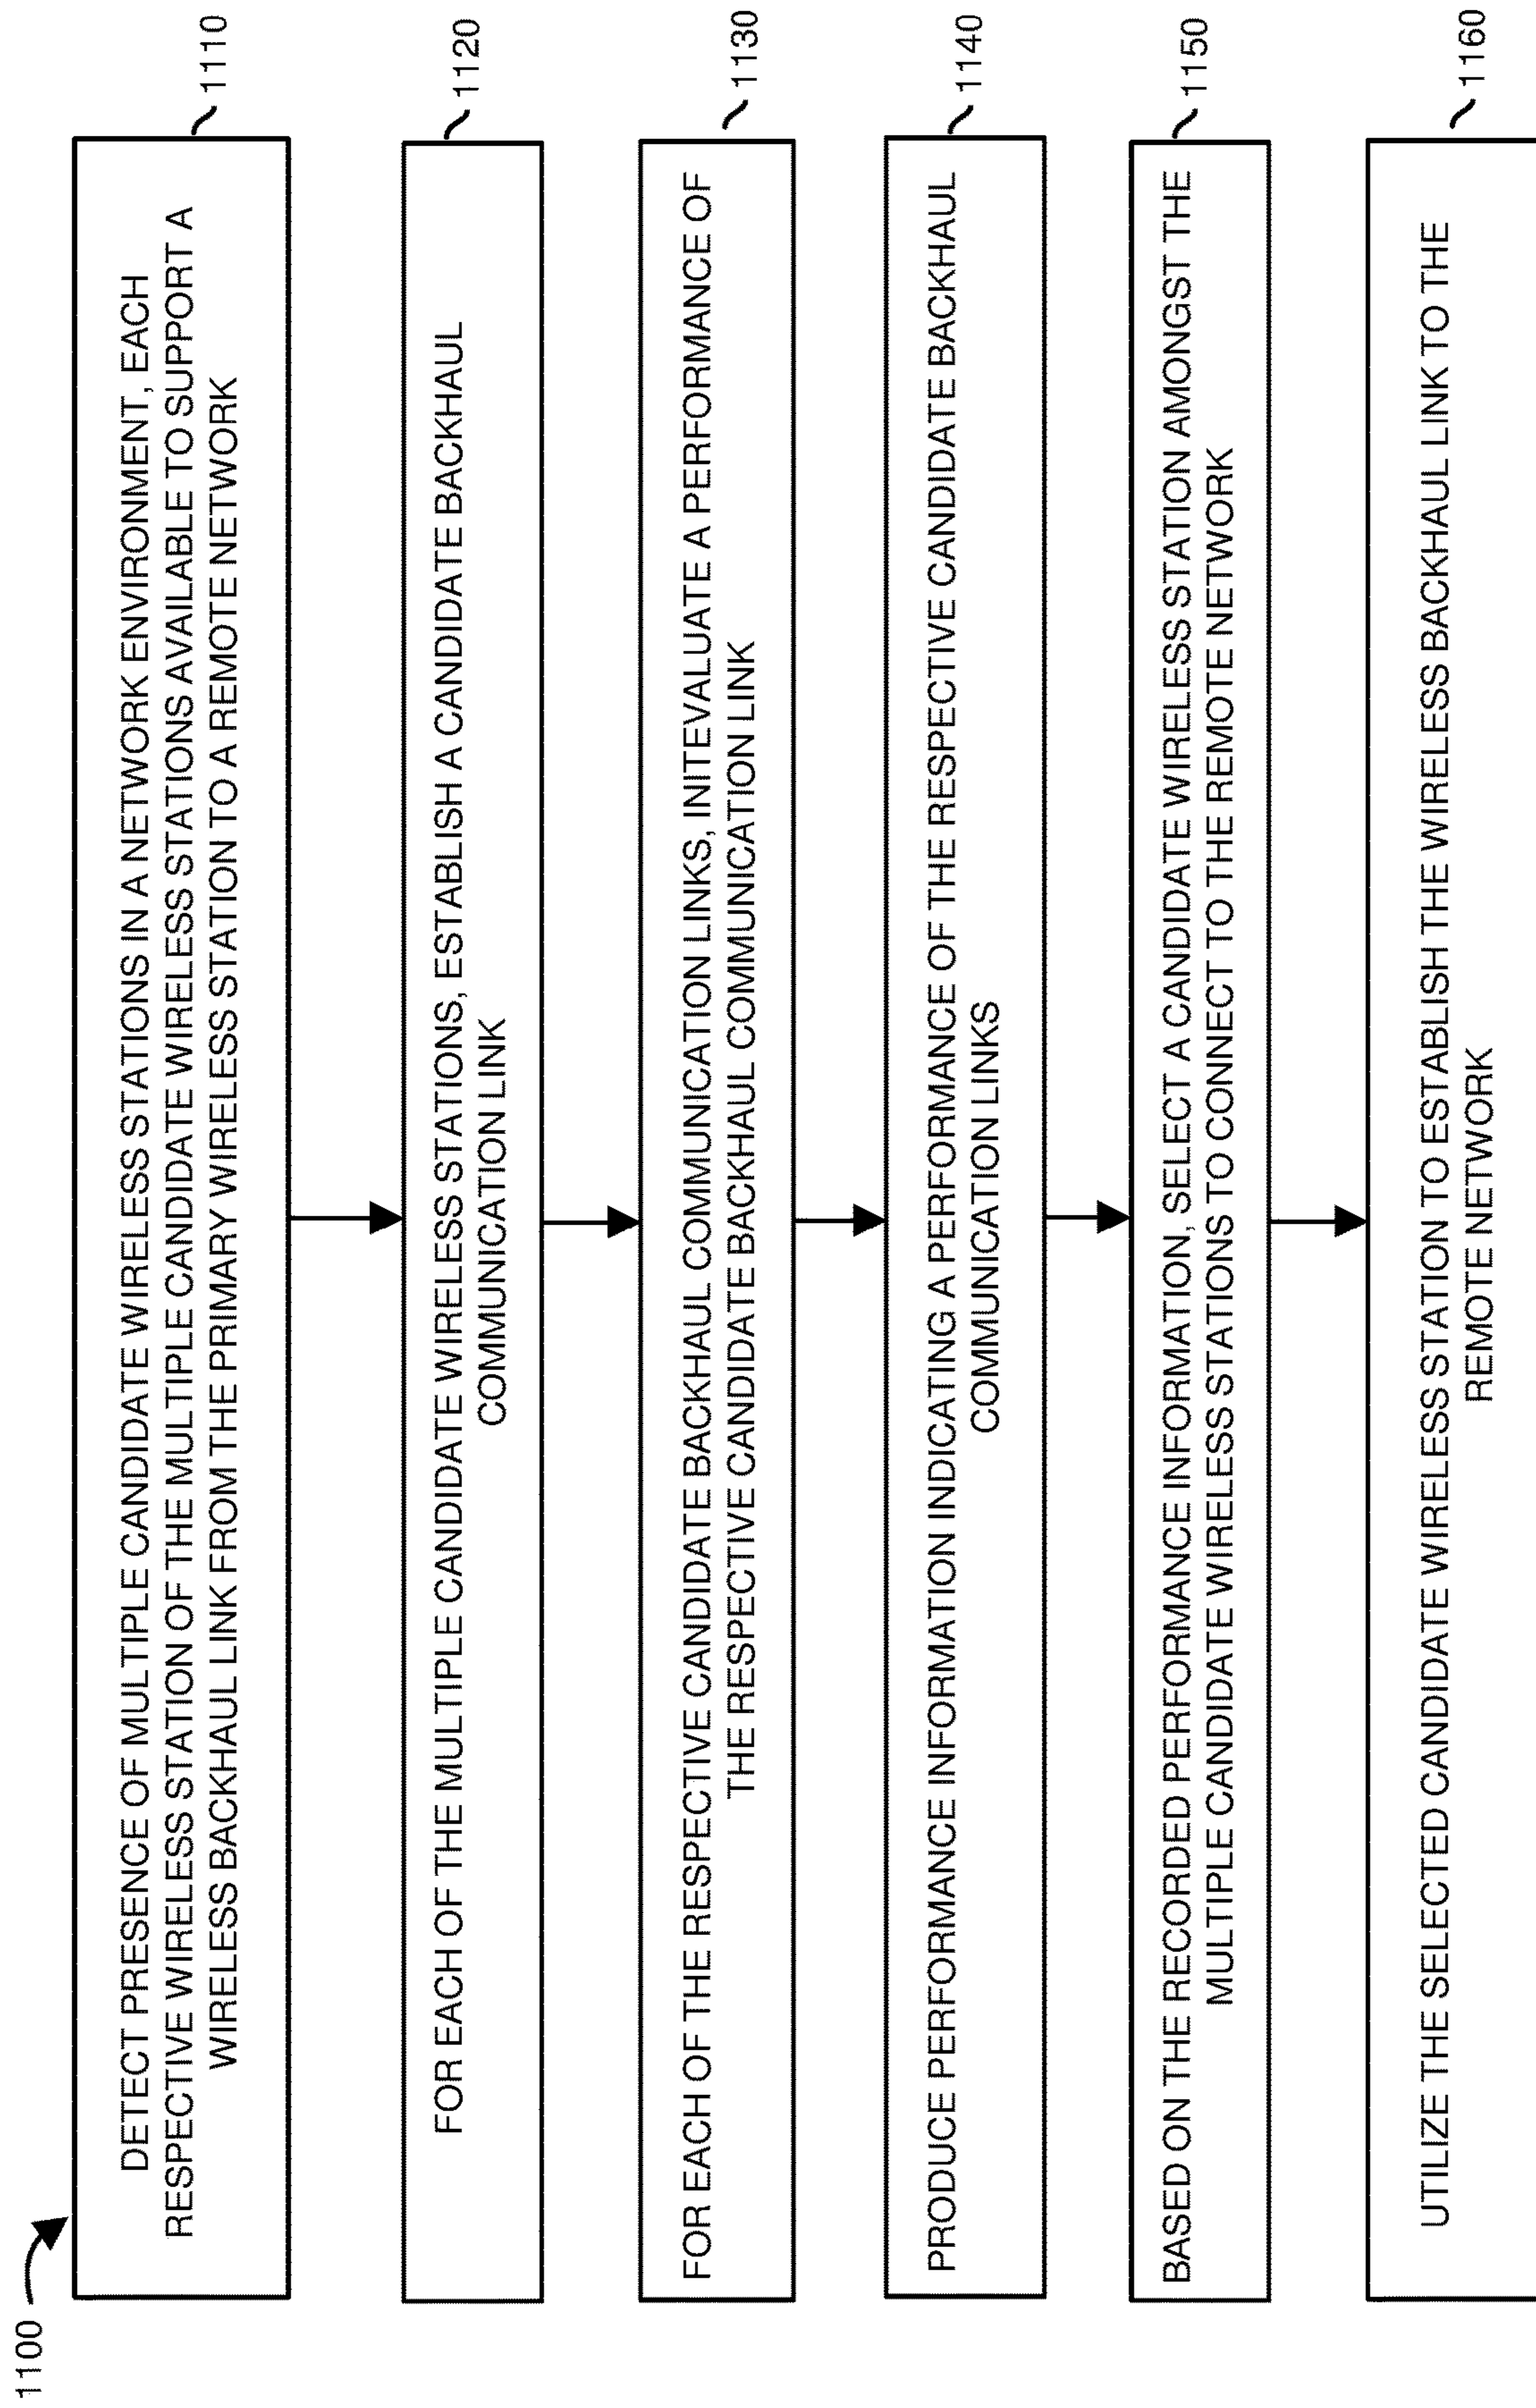 1100
DETECT PRESENCE OF MULTIPLE CANDIDATE WIRELESS STATIONS IN A NETWORK ENVIRONMENT, EACH
RESPECTIVE WIRELESS STATION OF THE MULTIPLE CANDIDATE WIRELESS STATIONS AVAILABLE TO SUPPORT A
WIRELESS BACKHAUL LINK FROM THE PRIMARY WIRELESS STATION TO A REMOTE NETWORK
1110
FOR EACH OF THE MULTIPLE CANDIDATE WIRELESS STATIONS, ESTABLISH A CANDIDATE BACKHAUL
COMMUNICATION LINK
1120
FOR EACH OF THE RESPECTIVE CANDIDATE BACKHAUL COMMUNICATION LINKS, INITEVALUATE A PERFORMANCE OF
THE RESPECTIVE CANDIDATE BACKHAUL COMMUNICATION LINK
1130
PRODUCE PERFORMANCE INFORMATION INDICATING A PERFORMANCE OF THE RESPECTIVE CANDIDATE BACKHAUL
COMMUNICATION LINKS
1140
BASED ON THE RECORDED PERFORMANCE INFORMATION, SELECT A CANDIDATE WIRELESS STATION AMONGST THE
MULTIPLE CANDIDATE WIRELESS STATIONS TO CONNECT TO THE REMOTE NETWORK
1150
UTILIZE THE SELECTED CANDIDATE WIRELESS STATION TO ESTABLISH THE WIRELESS BACKHAUL LINK TO THE
REMOTE NETWORK
1160